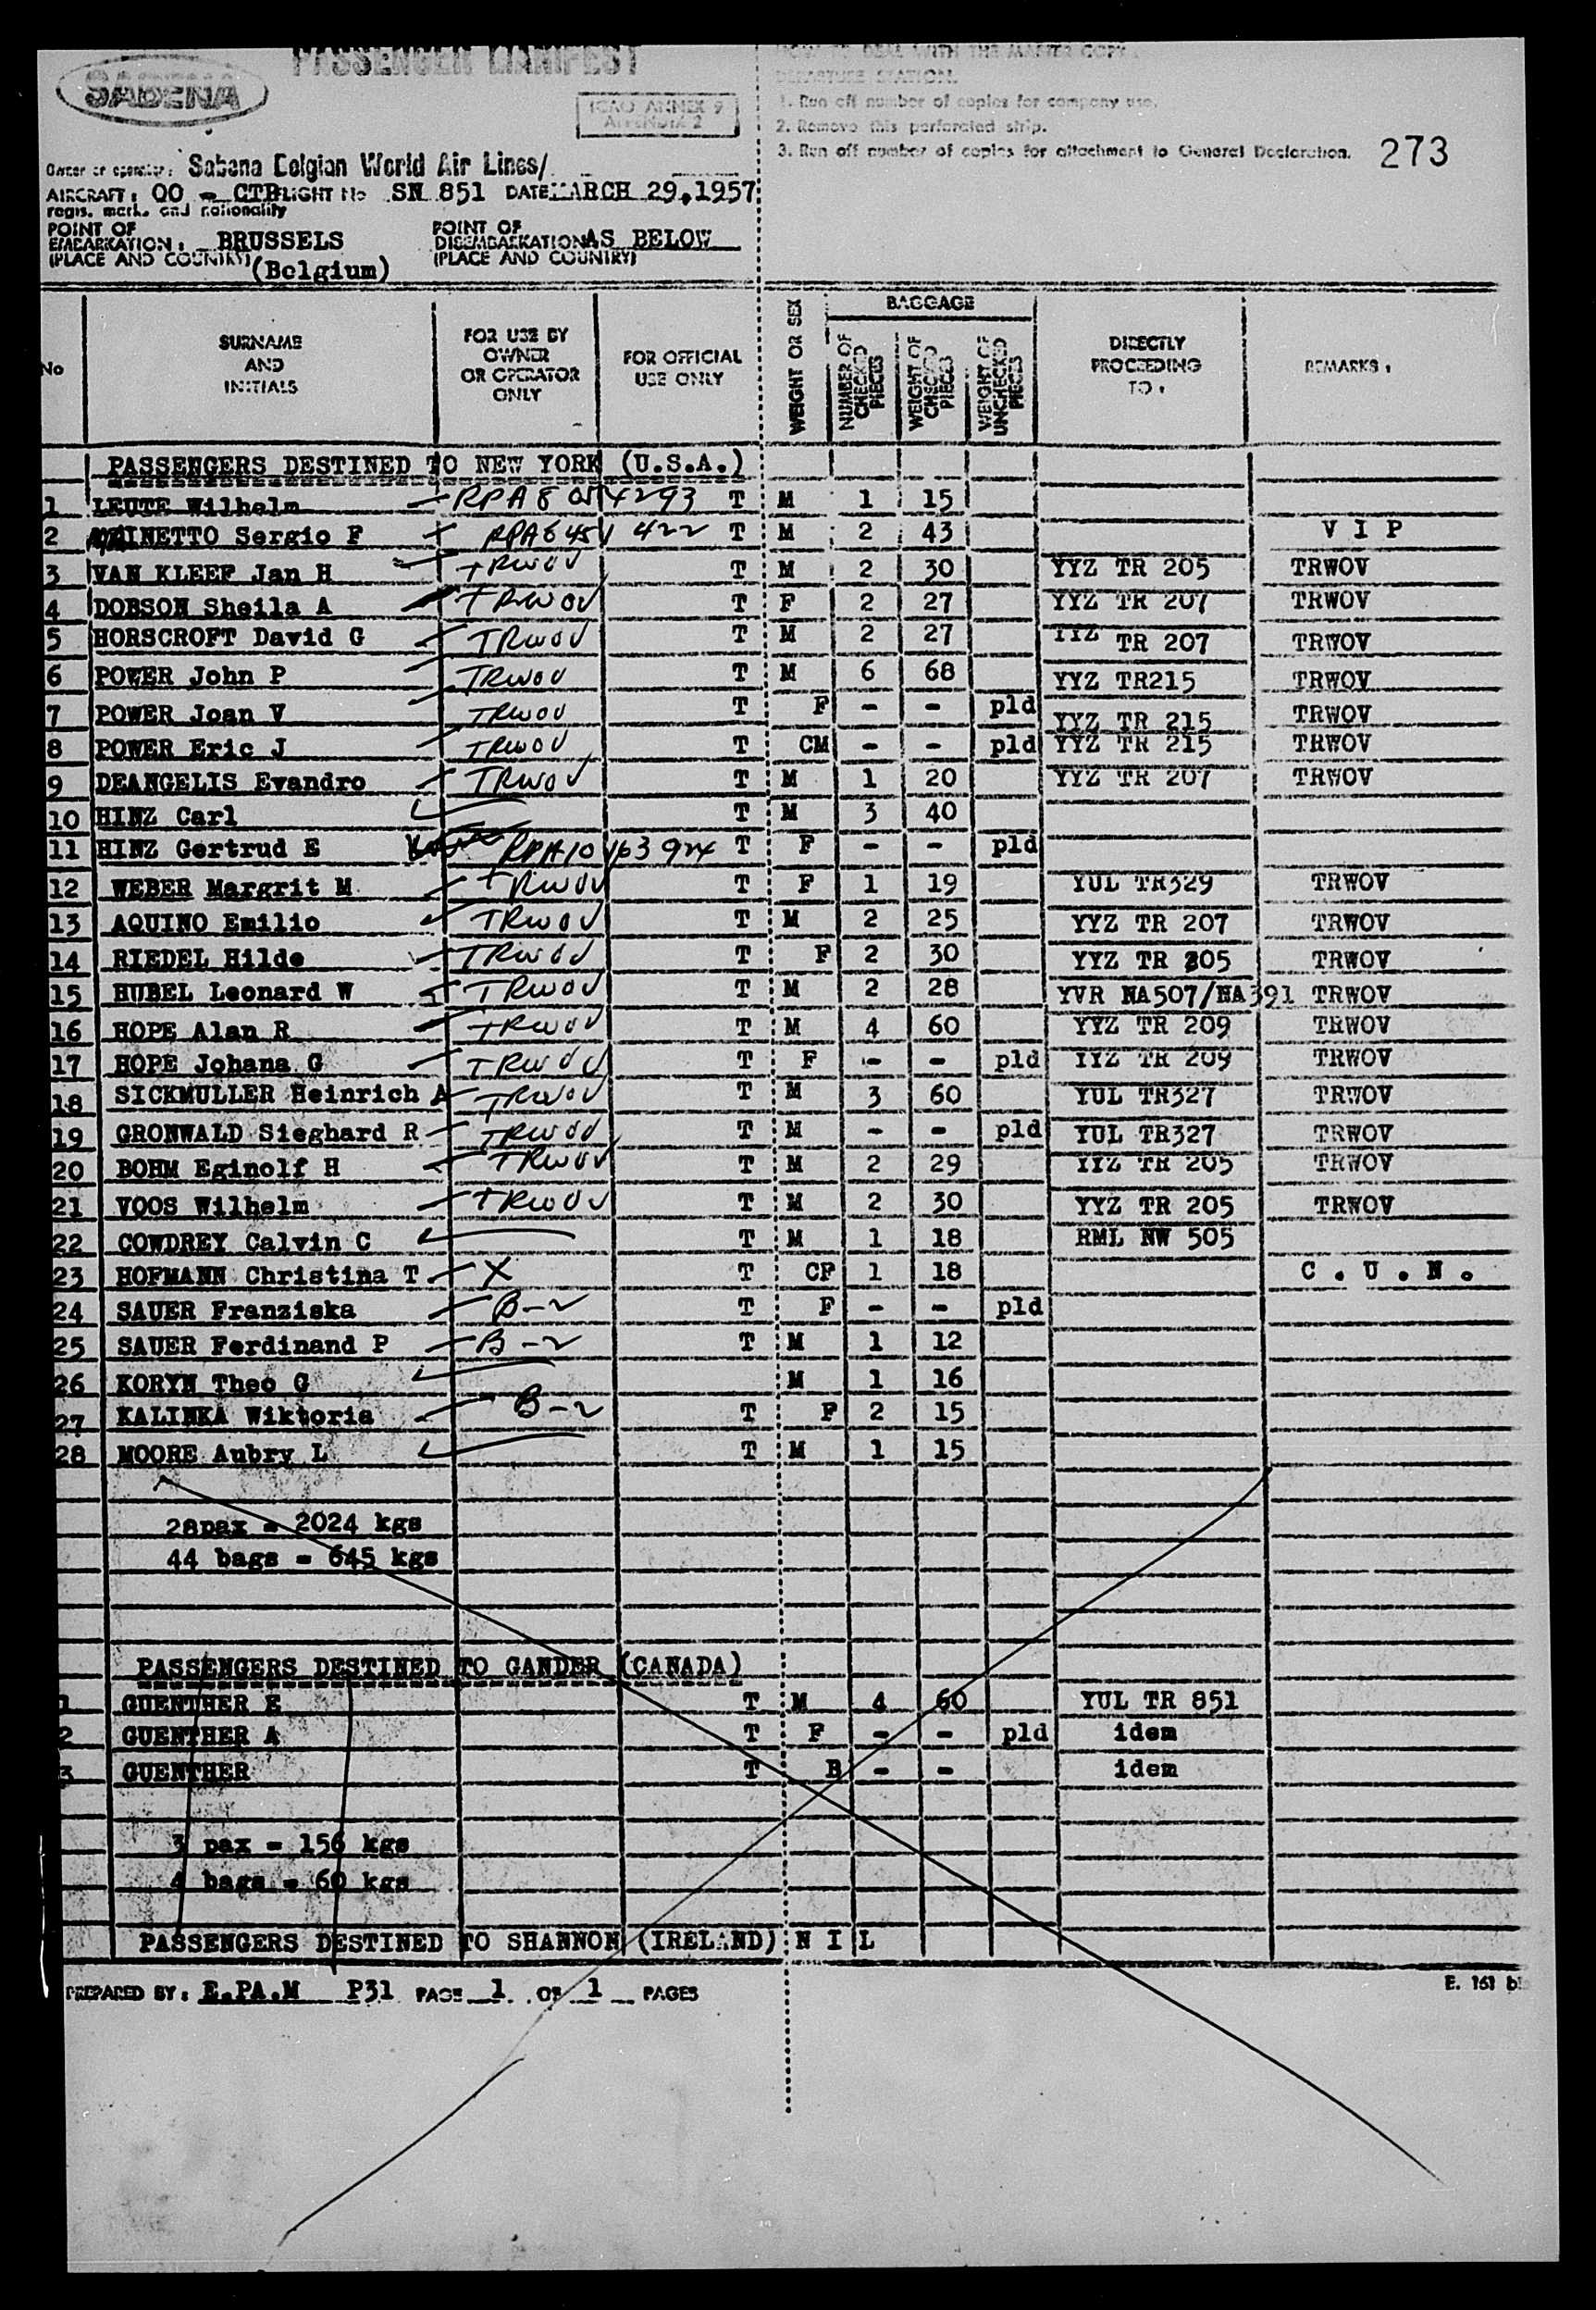 PASSENGER MANIFEST
SABENA
ICAO ANNEX 9
APPENDIX 2
HOW TO DEAL WITH THE MASTER COPY
DEPARTURE STATION.
1. Run off number of copies for company use.
2. Remove this perforated strip.
3. Run off number of copies for attachment to General Declaration.
273
Owner or operator: Sabena Belgian World Air Lines/
AIRCRAFT: OO - CTB FLIGHT No SN 851 DATE: MARCH 29,1957
regis. mark. and nationality
POINT OF EMBARKATION: BRUSSELS
(PLACE AND COUNTRY) (Belgium)
POINT OF DISEMBARKATION AS BELOW
(PLACE AND COUNTRY)
No SURNAME AND INITIALS FOR USE BY OWNER OR OPERATOR ONLY FOR OFFICIAL USE ONLY WEIGHT OR SEX BAGGAGE NUMBER OF CHECKED PIECES WEIGHT OF CHECKED PIECES WEIGHT OF UNCHECKED PIECES DIRECTLY PROCEEDING TO: REMARKS:
PASSENGERS DESTINED TO NEW YORK (U.S.A.)
1 LEUTE Wilhelm T M 1 15
2 Sergio F T M 2 43 V I P
3 VAN KLEEF Jan H TRWOV T M 2 30 YYZ TR 205 TRWOV
4 DOBSON Sheila A TRWOV T F 2 27 YYZ TR 207 TRWOV
5 HORSCROFT David G TRWOV T M 2 27 YYZ TR 207 TRWOV
6 POWER John P TRWOV T M 6 68 YYZ TR215 TRWOV
7 POWER Joan V TRWOV T F - - pld YYZ TR 215 TRWOV
8 POWER Eric J TRWOV T CM - - pld YYZ TR 215 TRWOV
9 DEANGELIS Evandro TRWOV T M 1 20 YYZ TR 207 TRWOV
10 HINZ Carl T M 3 40
11 HINZ Gertrud E T F - - pld
12 WEBER Margrit M TRWOV T F 1 19 YUL TR329 TRWOV
13 AQUINO Emilio TRWOV T M 2 25 YYZ TR 207 TRWOV
14 RIEDEL Hilde TRWOV T F 2 30 YYZ TR 205 TRWOV
15 HUBEL Leonard W TRWOV T M 2 28 YVR NA507/NA391 TRWOV
16 HOPE Alan R TRWOV T M 4 60 YYZ TR 209 TRWOV
17 HOPE Johana G TRWOV T F - - pld YYZ TR 209 TRWOV
18 SICKMULLER Heinrich A TRWOV T M 3 60 YUL TR327 TRWOV
19 GRONWALD Sieghard R TRWOV T M - - pld YUL TR327 TRWOV
20 BOHM Eginolf H TRWOV T M 2 29 YYZ TR 205 TRWOV
21 VOOS Wilhelm TRWOV T M 2 30 YYZ TR 205 TRWOV
22 COWDREY Calvin C T M 1 18 RML NW 505
23 HOFMANN Christina T X T CF 1 18 C . U . N .
24 SAUER Franziska B-2 T F - - pld
25 SAUER Ferdinand P B-2 T M 1 12
26 KORYN Theo G M 1 16
27 KALINKA Wiktoria B-2 T F 2 15
28 MOORE Aubry L T M 1 15
28pax = 2024 kgs
44 bags = 645 kgs
PASSENGERS DESTINED TO GANDER (CANADA)
1 GUENTHER E T M 4 60 YUL TR 851
2 GUENTHER A T F - - pld idem
3 GUENTHER T B - - idem
3 pax = 156 kgs
4 bags = 60 kgs
PASSENGERS DESTINED TO SHANNON (IRELAND) N I L
PREPARED BY: E.PA.M P31 PAGE 1 OF 1 PAGES
E. 161